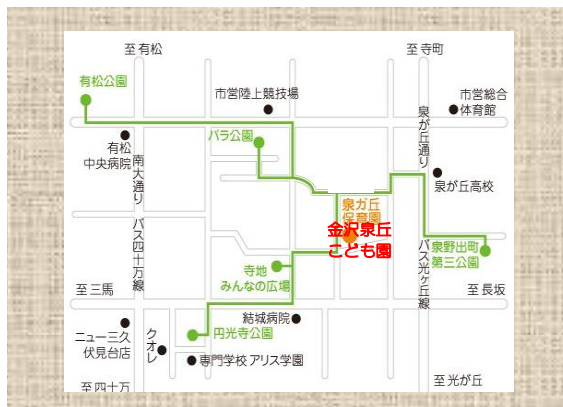 至 有松
至 寺町
有松公園
市営陸上競技場
市営総合
体育館
泉が丘通り
バラ公園
有松
中央病院
南大通り
泉が丘高校
泉ガ丘
保育園
金沢泉丘
こども園
バス四十万線
バス光ヶ丘線
泉野出町
第三公園
寺地
みんなの広場
至 三馬
至 長坂
結城病院
円光寺公園
ニュー三久
伏見台店
クオレ
専門学校 アリス学園
至 四十万
至 光が丘